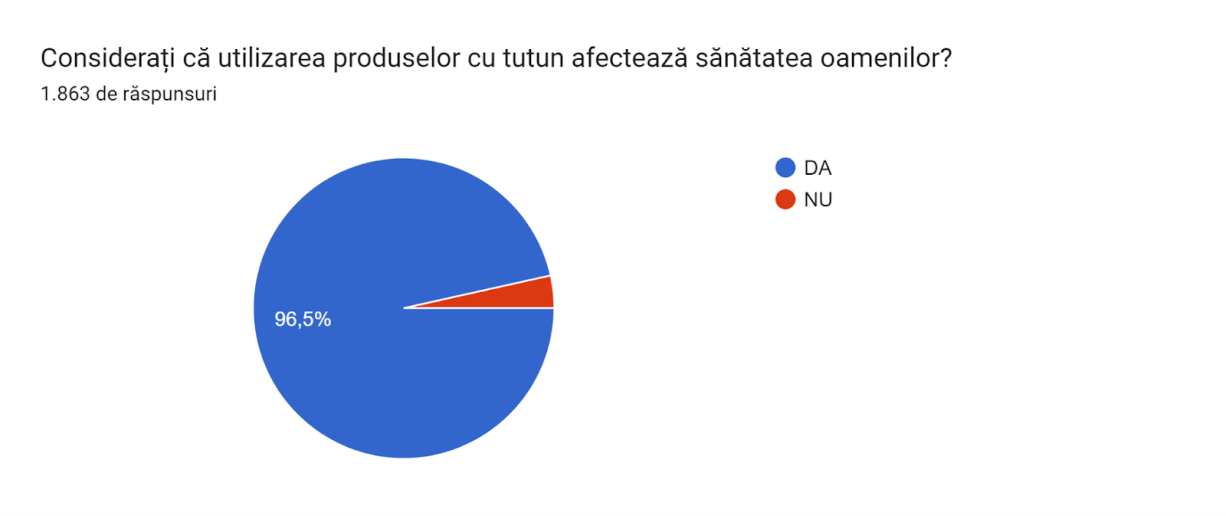 Considerați că utilizarea produselor cu tutun afectează sănătatea oamenilor?
1.863 de răspunsuri
DA
NU
96,5%